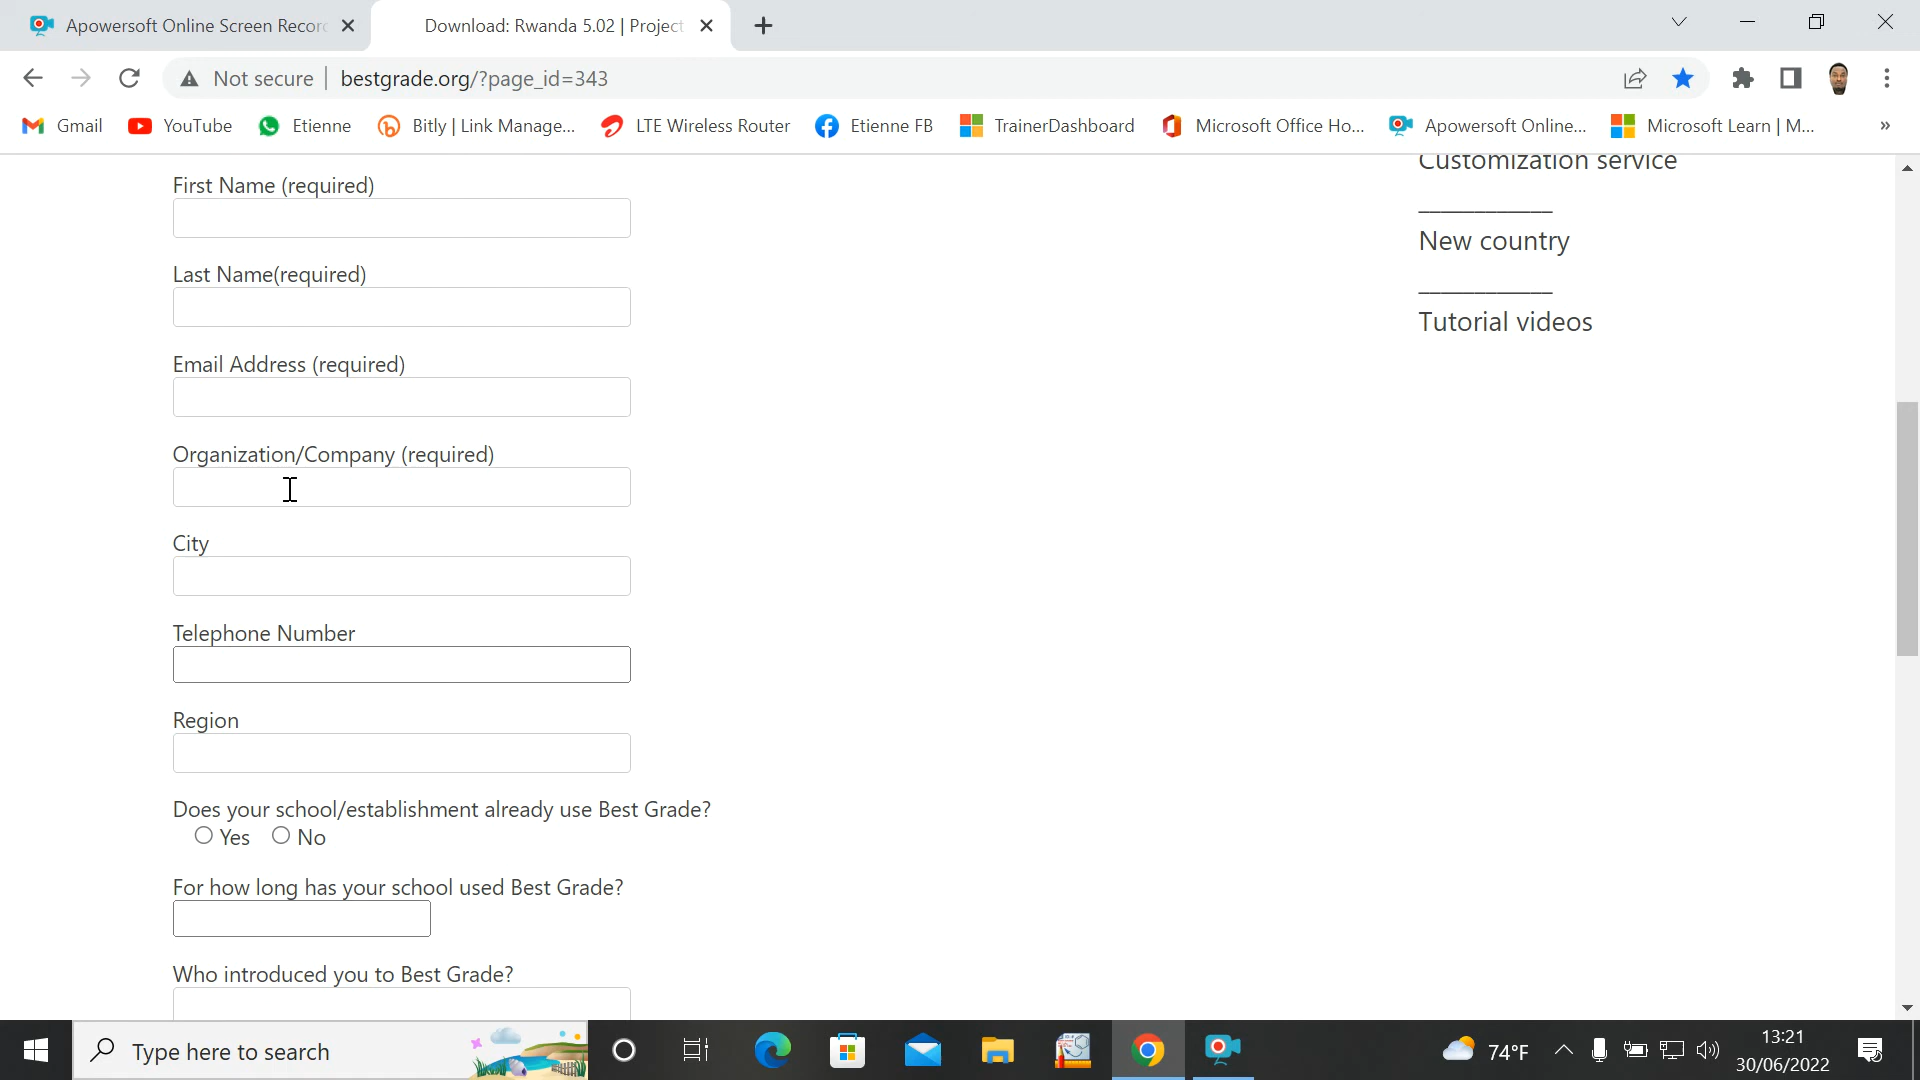 Apowersoft Online Screen Recor
Download: Rwanda 5.02 | Project
Not secure
bestgrade.org/?page_id=343
Gmail
YouTube
Etienne
Bitly | Link Manage...
LTE Wireless Router
Etienne FB
TrainerDashboard
Microsoft Office Ho...
Apowersoft Online...
Microsoft Learn | M...
»
First Name (required)
Last Name(required)
Email Address (required)
Organization/Company (required)
City
Telephone Number
Region
Does your school/establishment already use Best Grade?
Yes No
For how long has your school used Best Grade?
Who introduced you to Best Grade?
Customization service
____________
New country
____________
Tutorial videos
Type here to search
74°F
13:21
30/06/2022